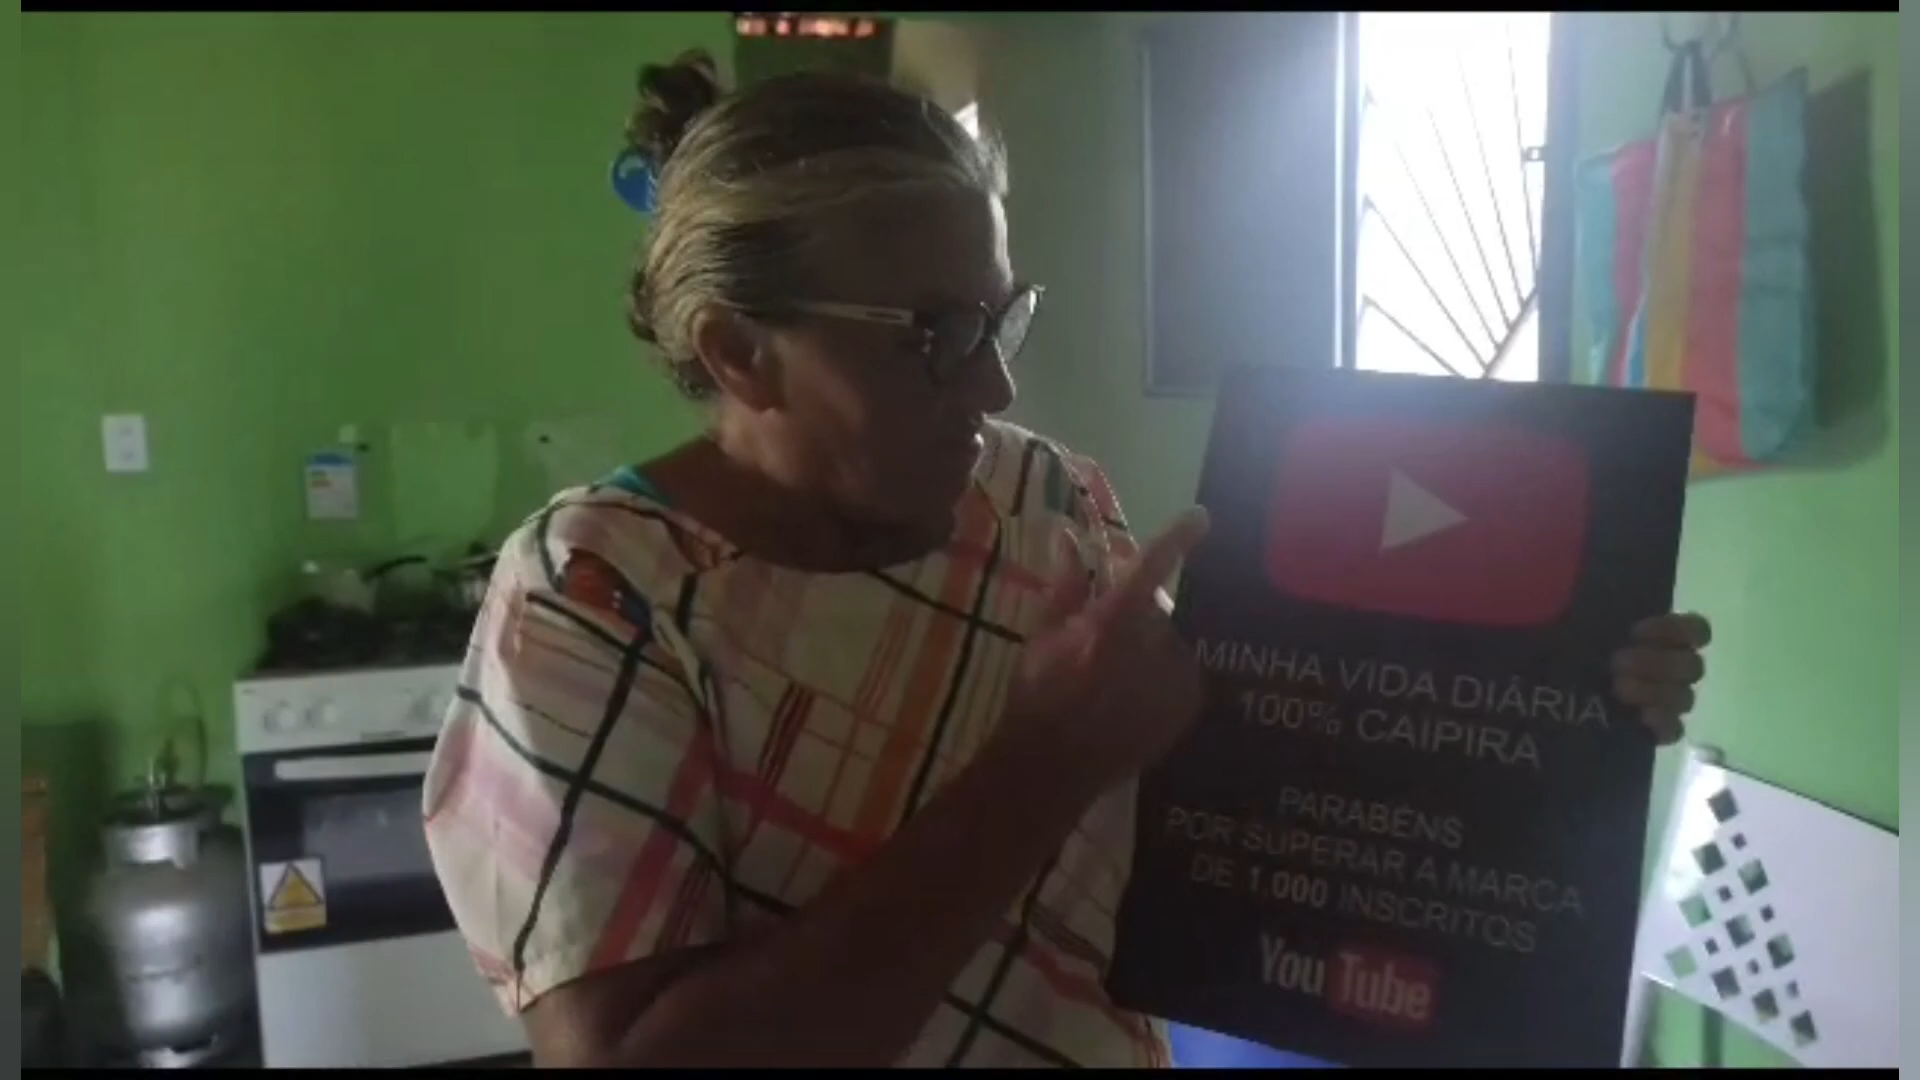 MINHA VIDA DIÁRIA
100% CAIPIRA
PARABÉNS
POR SUPERAR A MARCA
DE 1.000 INSCRITOS
YouTube